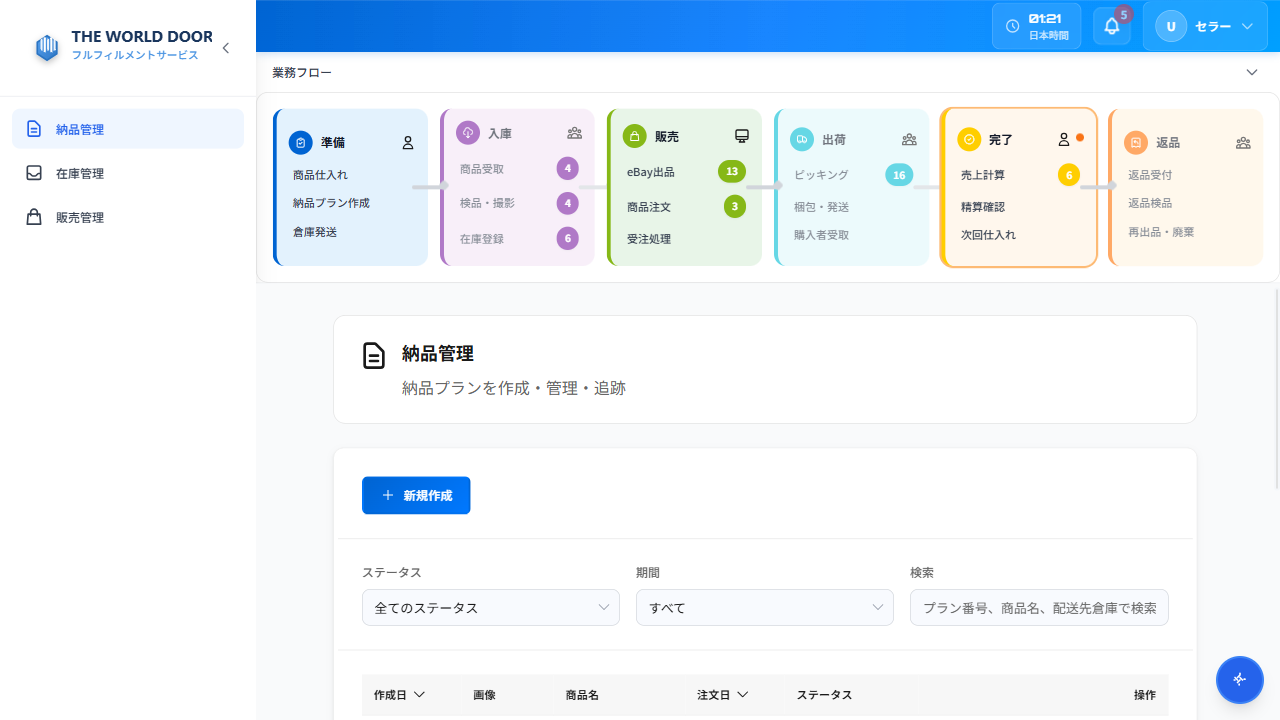 THE WORLD DOOR
フルフィルメントサービス
01:21
日本時間
5
U
セラー
納品管理
在庫管理
販売管理
業務フロー
準備
商品仕入れ
納品プラン作成
倉庫発送
入庫
商品受取
4
検品・撮影
4
在庫登録
6
販売
eBay出品
13
商品注文
3
受注処理
出荷
ピッキング
16
梱包・発送
購入者受取
完了
売上計算
6
精算確認
次回仕入れ
返品
返品受付
返品検品
再出品・廃棄
納品管理
納品プランを作成・管理・追跡
新規作成
ステータス
期間
検索
全てのステータス
すべて
プラン番号、商品名、配送先倉庫で検索
作成日
画像
商品名
注文日
ステータス
操作